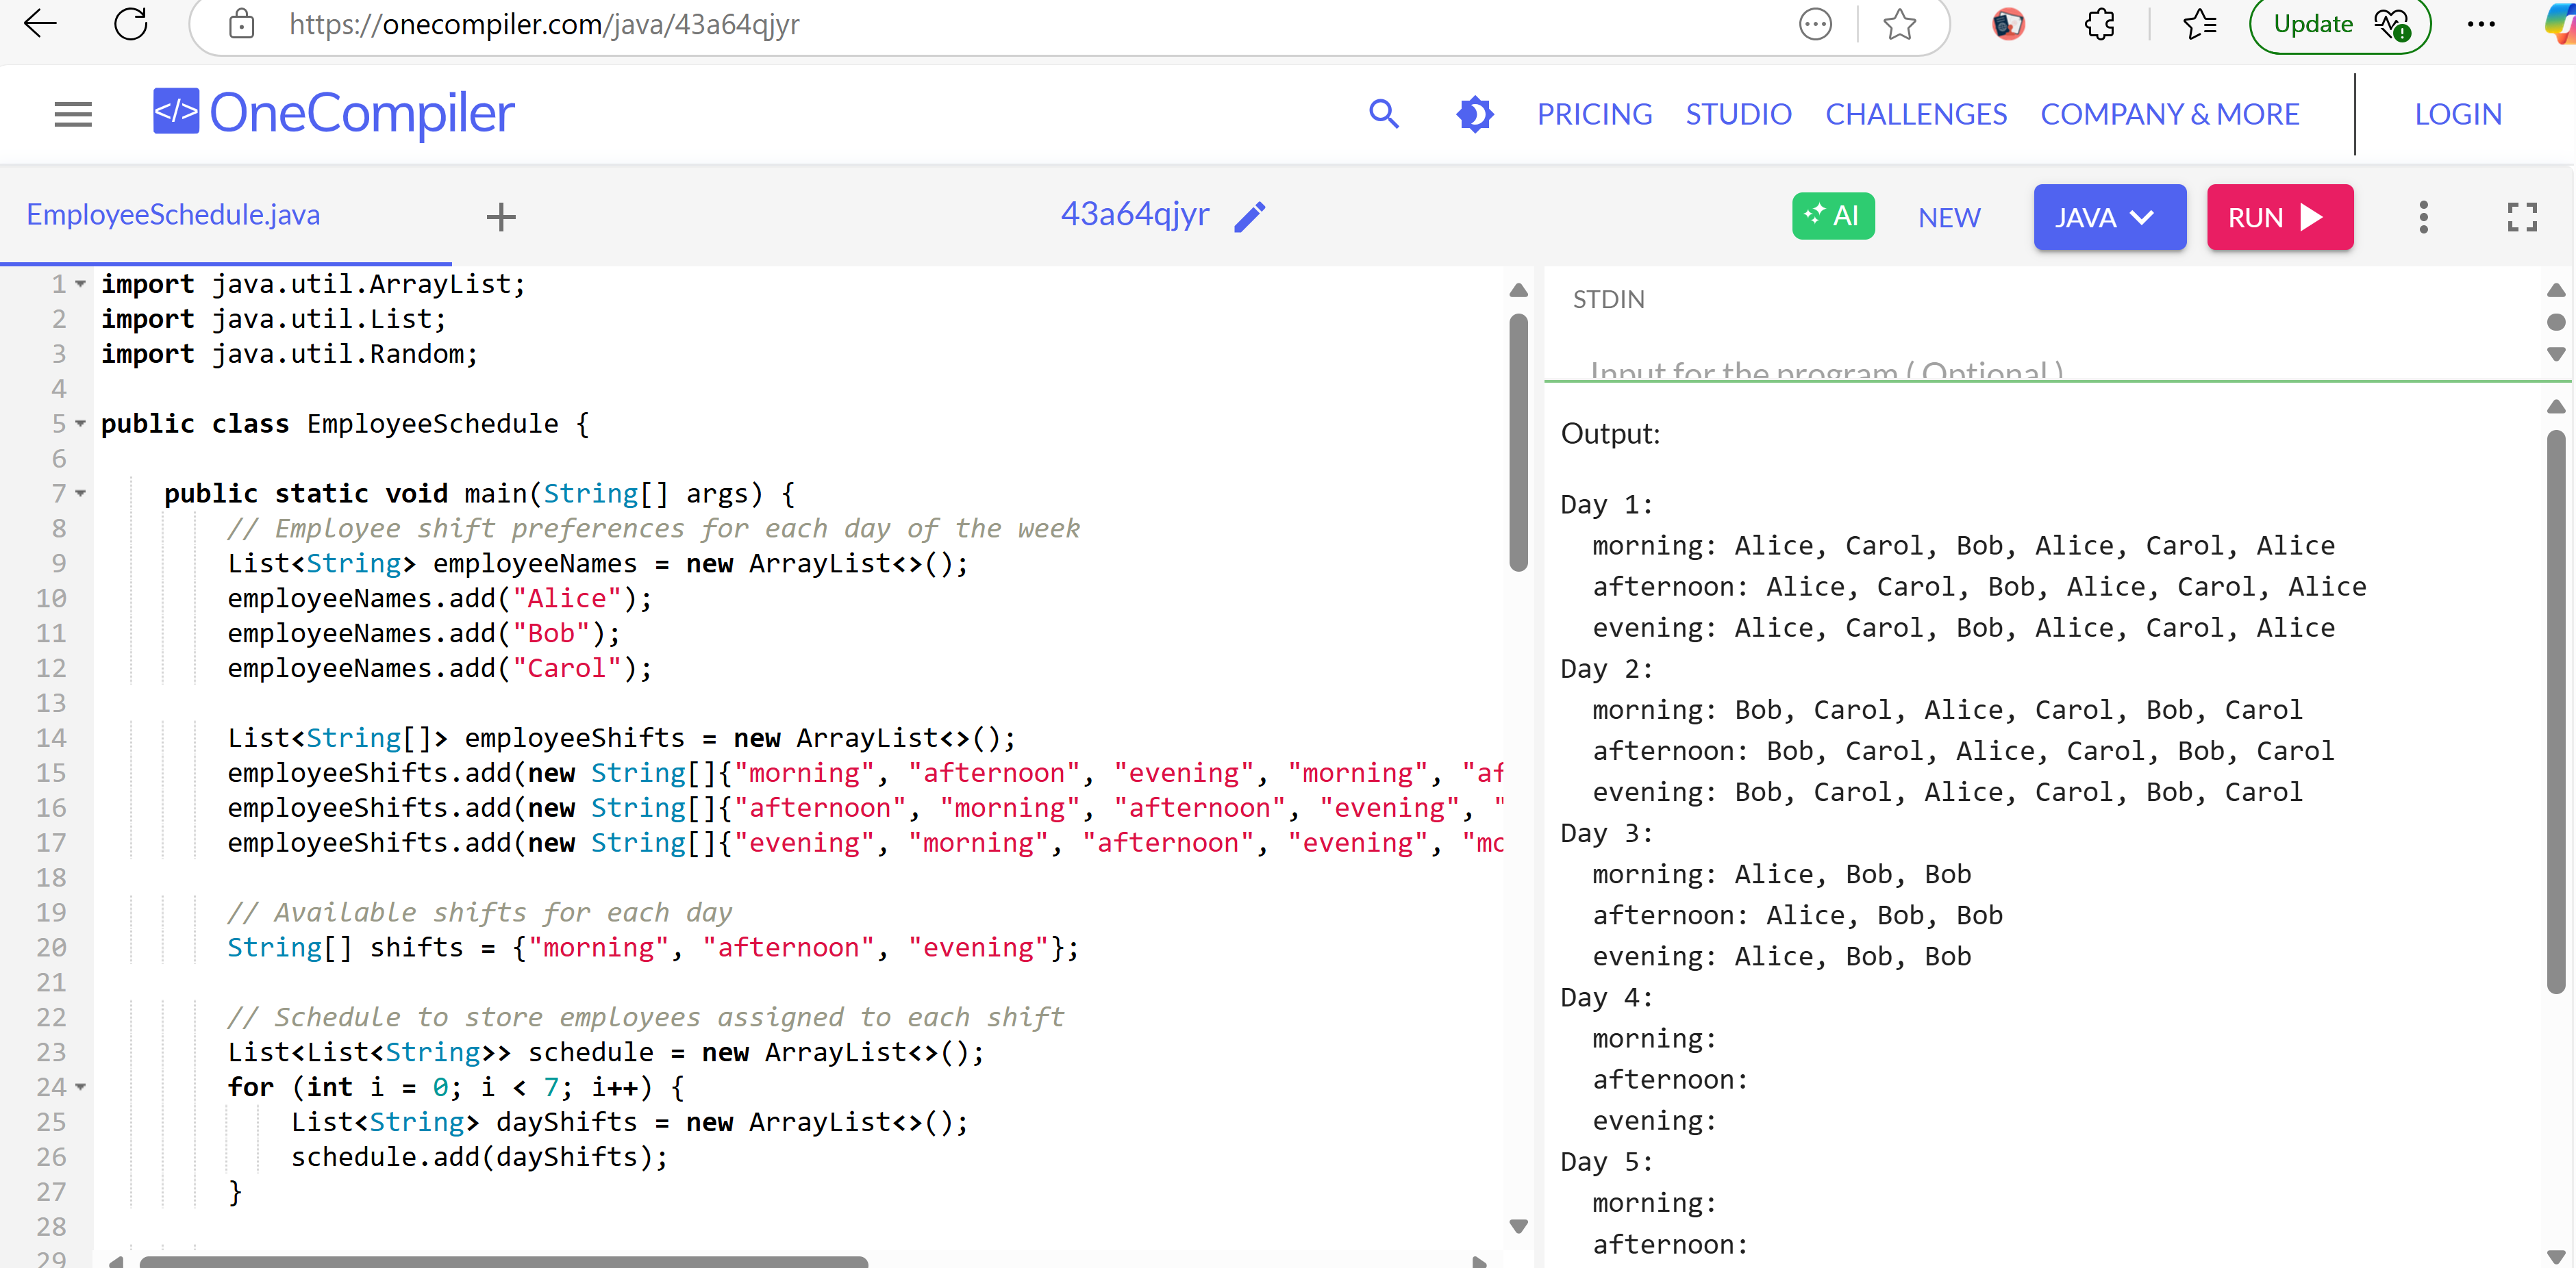 https://onecompiler.com/java/43a64qjyr
Update
</> OneCompiler
PRICING STUDIO CHALLENGES COMPANY & MORE LOGIN
EmployeeSchedule.java + 43a64qjyr AI NEW JAVA RUN
1 import java.util.ArrayList;
2 import java.util.List;
3 import java.util.Random;
4
5 public class EmployeeSchedule {
6
7 public static void main(String[] args) {
8 // Employee shift preferences for each day of the week
9 List<String> employeeNames = new ArrayList<>();
10 employeeNames.add("Alice");
11 employeeNames.add("Bob");
12 employeeNames.add("Carol");
13
14 List<String[]> employeeShifts = new ArrayList<>();
15 employeeShifts.add(new String[]{"morning", "afternoon", "evening", "morning", "af
16 employeeShifts.add(new String[]{"afternoon", "morning", "afternoon", "evening", "
17 employeeShifts.add(new String[]{"evening", "morning", "afternoon", "evening", "mo
18
19 // Available shifts for each day
20 String[] shifts = {"morning", "afternoon", "evening"};
21
22 // Schedule to store employees assigned to each shift
23 List<List<String>> schedule = new ArrayList<>();
24 for (int i = 0; i < 7; i++) {
25 List<String> dayShifts = new ArrayList<>();
26 schedule.add(dayShifts);
27 }
28
29
STDIN
Input for the program ( Optional )
Output:
Day 1:
morning: Alice, Carol, Bob, Alice, Carol, Alice
afternoon: Alice, Carol, Bob, Alice, Carol, Alice
evening: Alice, Carol, Bob, Alice, Carol, Alice
Day 2:
morning: Bob, Carol, Alice, Carol, Bob, Carol
afternoon: Bob, Carol, Alice, Carol, Bob, Carol
evening: Bob, Carol, Alice, Carol, Bob, Carol
Day 3:
morning: Alice, Bob, Bob
afternoon: Alice, Bob, Bob
evening: Alice, Bob, Bob
Day 4:
morning:
afternoon:
evening:
Day 5:
morning:
afternoon: